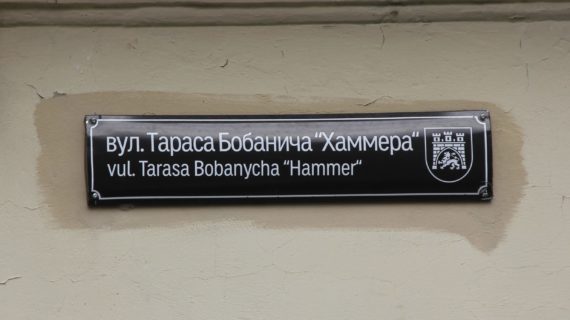 вул. Тараса Бобанича “Хаммера“
vul. Tarasa Bobanycha “Hammer“